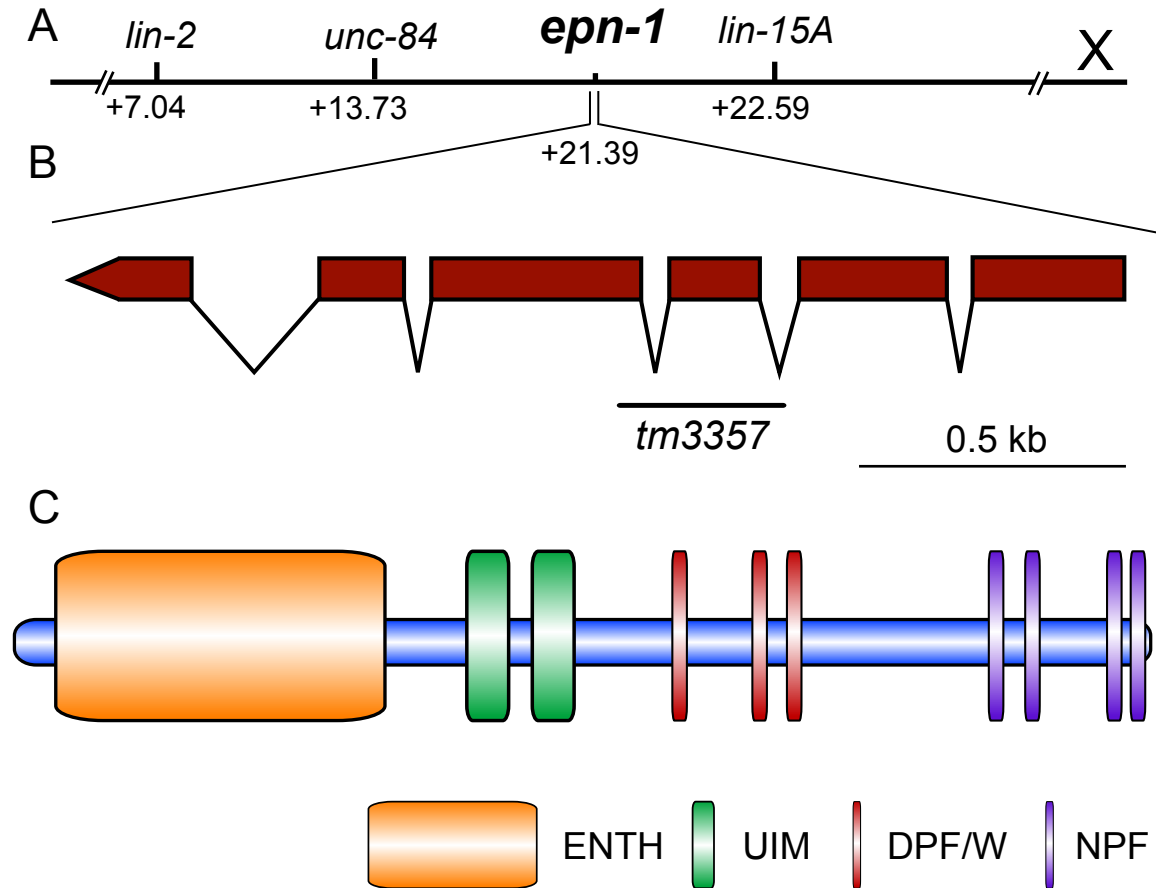 A
lin-2 unc-84 epn-1 lin-15A X
+7.04 +13.73 +22.59
+21.39
B
tm3357
0.5 kb
C
ENTH UIM DPF/W NPF